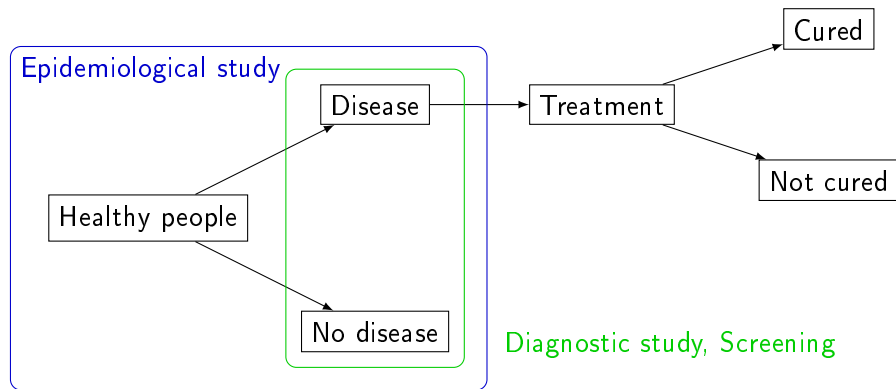 Cured
Epidemiological study
Disease
Treatment
Not cured
Healthy people
No disease
Diagnostic study, Screening